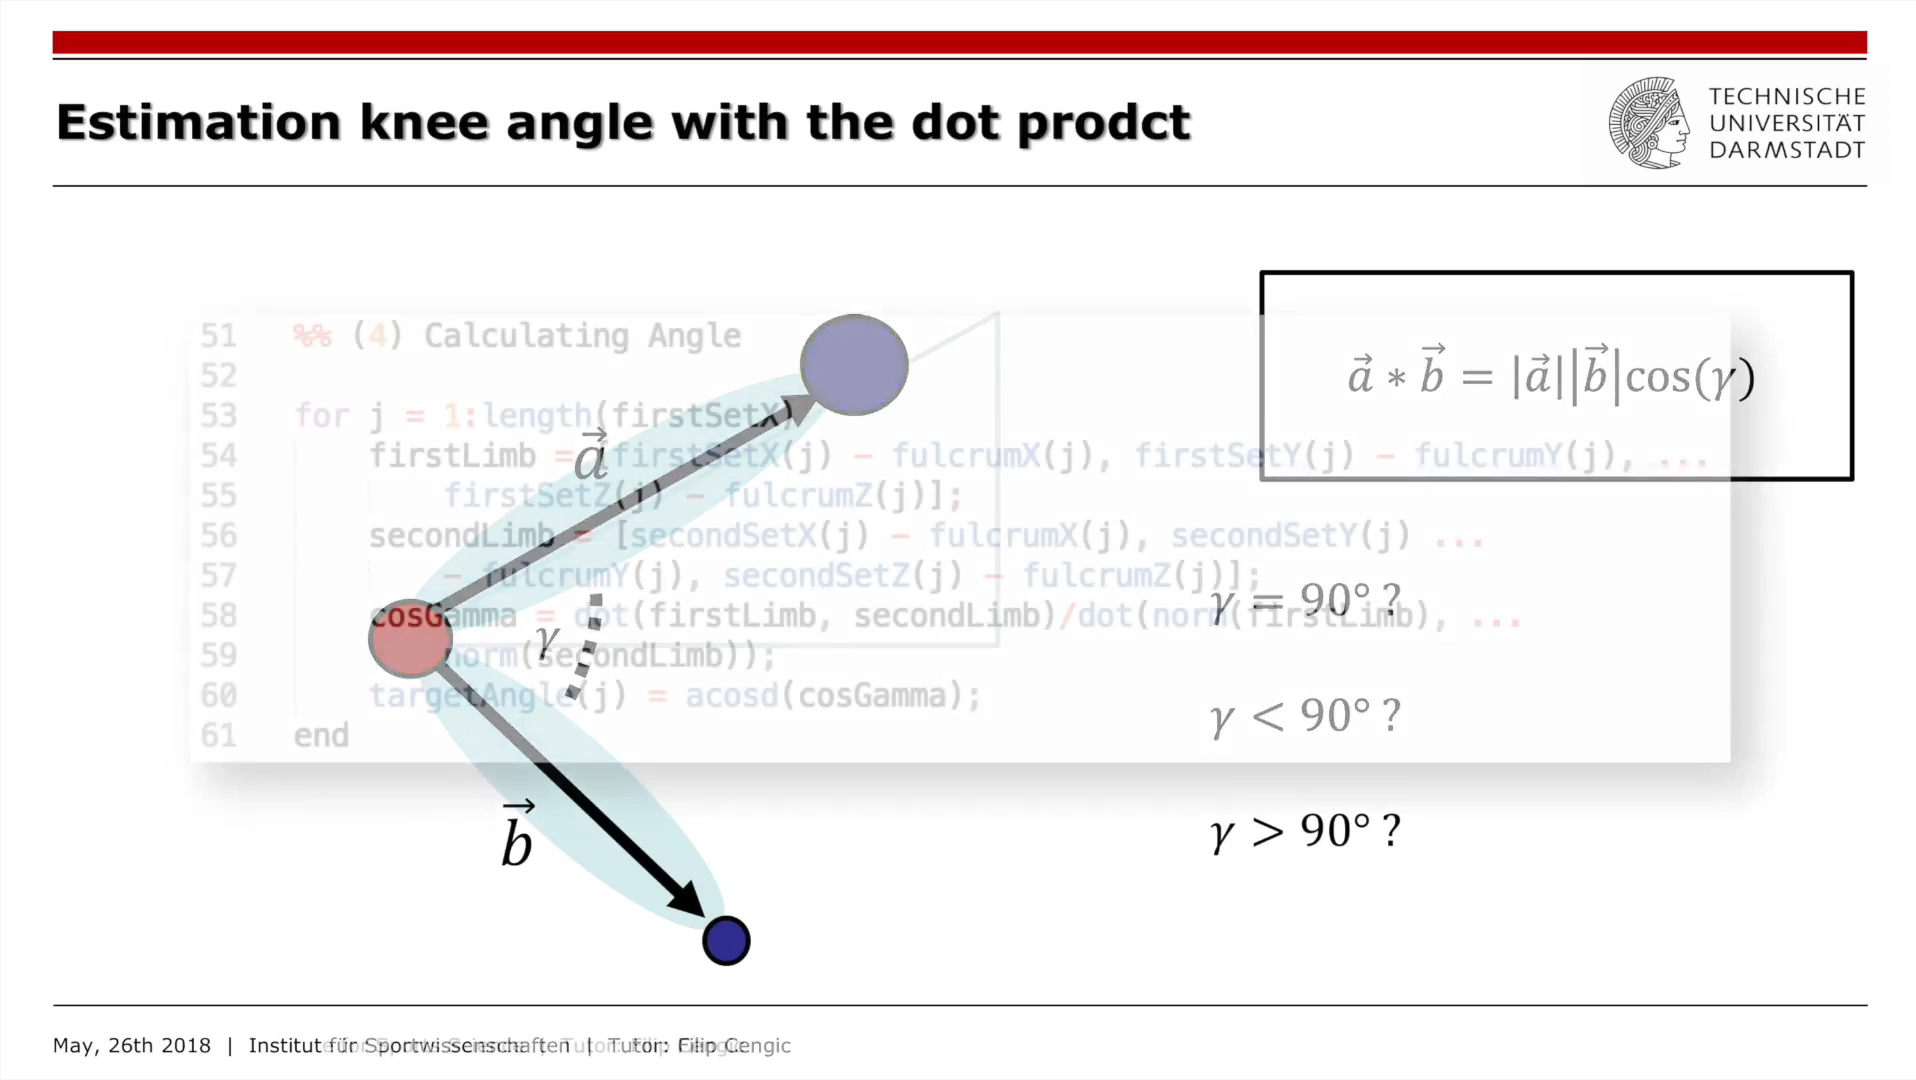 Estimation knee angle with the dot prodct
TECHNISCHE
UNIVERSITÄT
DARMSTADT
51 %% (4) Calculating Angle
52
53 for j = 1:length(firstSetX)
54 firstLimb = [firstSetX(j) - fulcrumX(j), firstSetY(j) - fulcrumY(j), ...
55 firstSetZ(j) - fulcrumZ(j)];
56 secondLimb = [secondSetX(j) - fulcrumX(j), secondSetY(j) ...
57 - fulcrumY(j), secondSetZ(j) - fulcrumZ(j)];
58 cosGamma = dot(firstLimb, secondLimb)/dot(norm(firstLimb), ...
59 norm(secondLimb));
60 targetAngle(j) = acosd(cosGamma);
61 end
a⃗ * b⃗ = |a⃗||b⃗|cos(γ)
a⃗
γ
b⃗
γ = 90° ?
γ < 90° ?
γ > 90° ?
May, 26th 2018 | Institut für Sportwissenschaften | Tutor: Filip Cengic